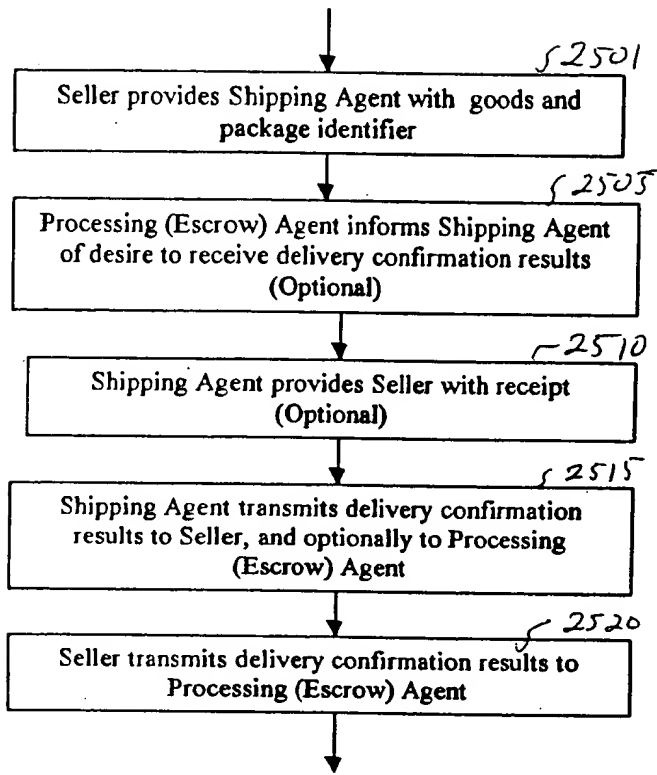 2501
Seller provides Shipping Agent with goods and
package identifier
2505
Processing (Escrow) Agent informs Shipping Agent
of desire to receive delivery confirmation results
(Optional)
2510
Shipping Agent provides Seller with receipt
(Optional)
2515
Shipping Agent transmits delivery confirmation
results to Seller, and optionally to Processing
(Escrow) Agent
2520
Seller transmits delivery confirmation results to
Processing (Escrow) Agent